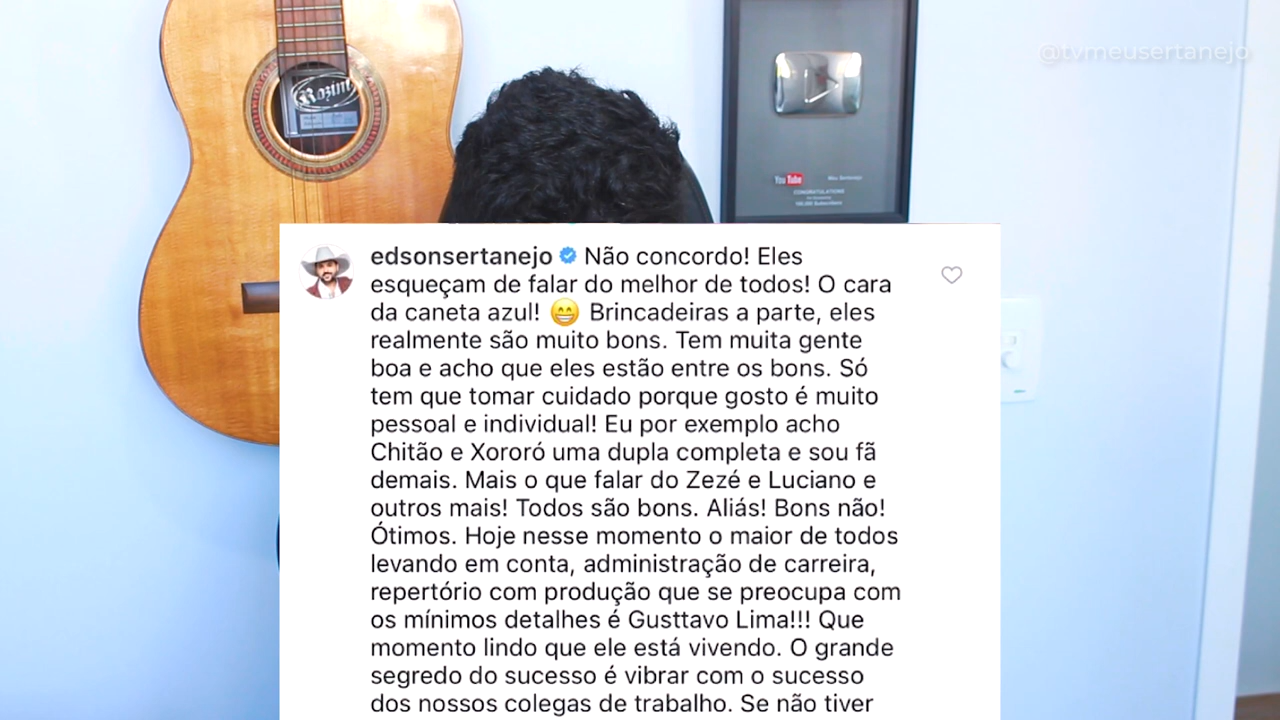 @tvmeusertanejo
Rozini
You Tube
CONGRATULATIONS
edsonsertanejo Não concordo! Eles
esqueçam de falar do melhor de todos! O cara
da caneta azul! 😁 Brincadeiras a parte, eles
realmente são muito bons. Tem muita gente
boa e acho que eles estão entre os bons. Só
tem que tomar cuidado porque gosto é muito
pessoal e individual! Eu por exemplo acho
Chitão e Xororó uma dupla completa e sou fã
demais. Mais o que falar do Zezé e Luciano e
outros mais! Todos são bons. Aliás! Bons não!
Ótimos. Hoje nesse momento o maior de todos
levando em conta, administração de carreira,
repertório com produção que se preocupa com
os mínimos detalhes é Gusttavo Lima!!! Que
momento lindo que ele está vivendo. O grande
segredo do sucesso é vibrar com o sucesso
dos nossos colegas de trabalho. Se não tiver